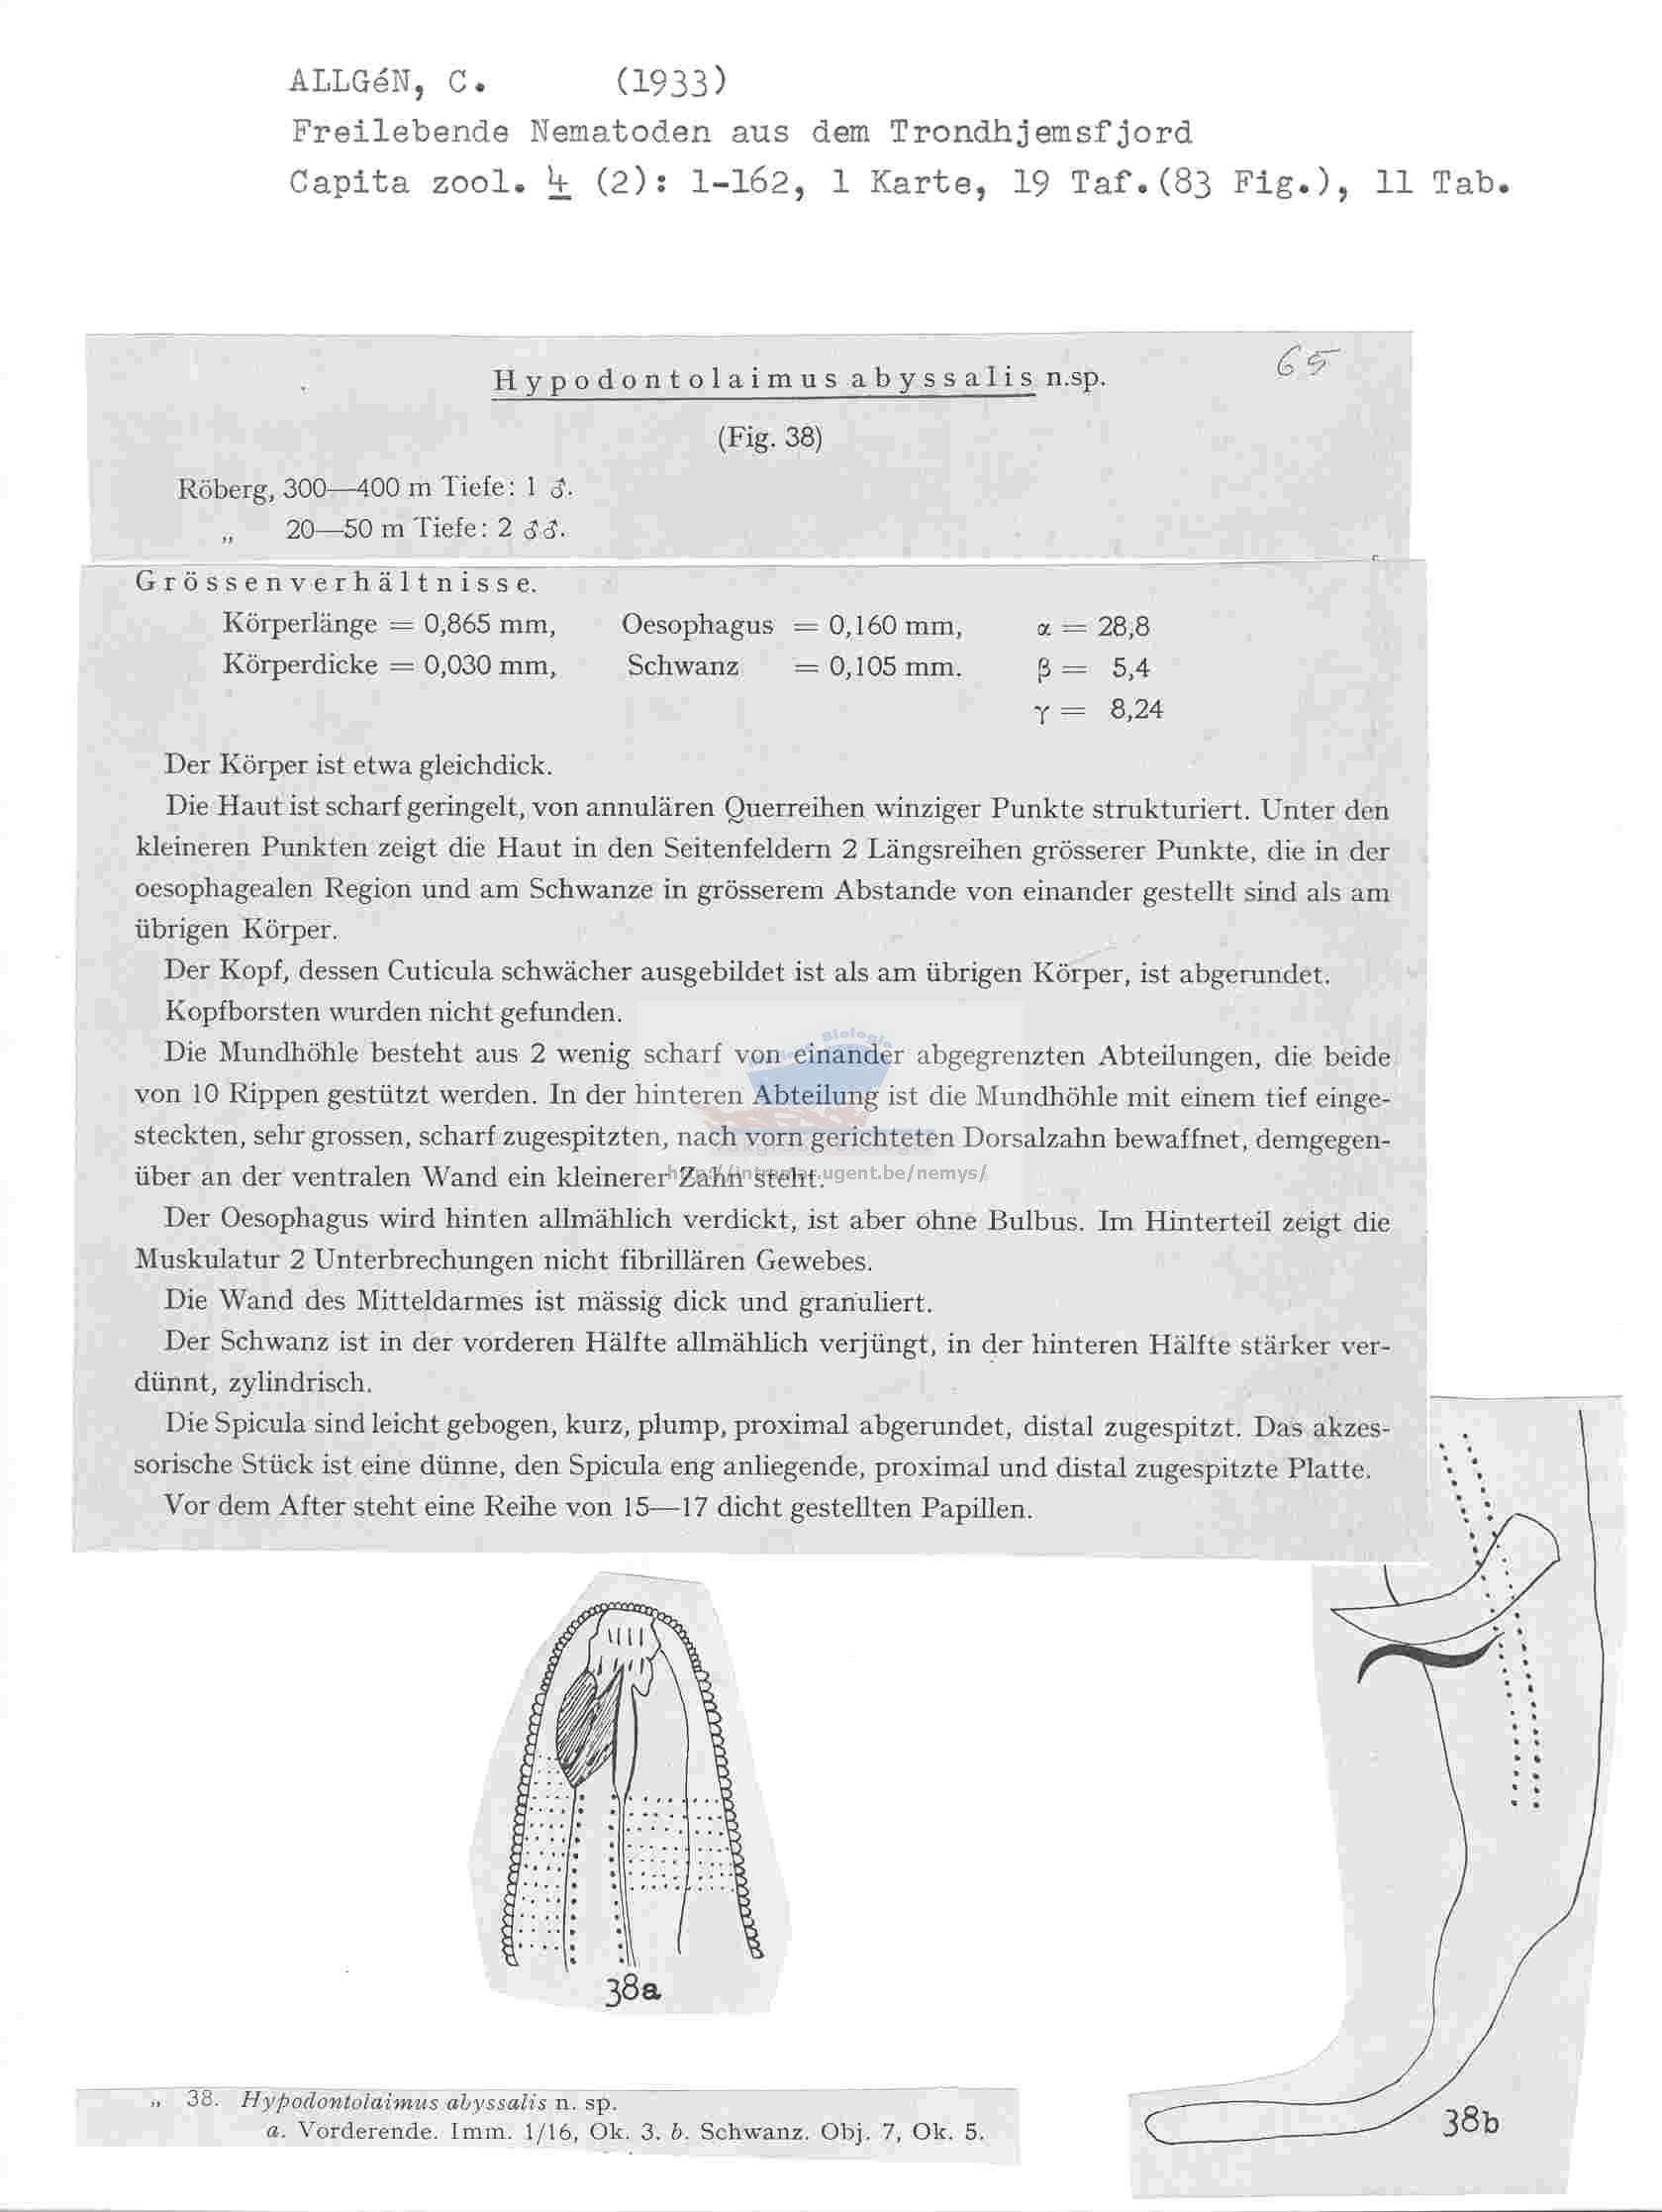 ALLGéN, C. (1933)
Freilebende Nematoden aus dem Trondhjemsfjord
Capita zool. 4 (2): 1-162, 1 Karte, 19 Taf.(83 Fig.), 11 Tab.
65
Hypodontolaimus abyssalis n.sp.
(Fig. 38)
Röberg, 300—400 m Tiefe: 1 ♂.
„ 20—50 m Tiefe: 2 ♂♂.
Grössenverhältnisse.
Körperlänge = 0,865 mm, Oesophagus = 0,160 mm, α = 28,8
Körperdicke = 0,030 mm, Schwanz = 0,105 mm. β = 5,4
γ = 8,24
Der Körper ist etwa gleichdick.
Die Haut ist scharf geringelt, von annulären Querreihen winziger Punkte strukturiert. Unter den
kleineren Punkten zeigt die Haut in den Seitenfeldern 2 Längsreihen grösserer Punkte, die in der
oesophagealen Region und am Schwanze in grösserem Abstande von einander gestellt sind als am
übrigen Körper.
Der Kopf, dessen Cuticula schwächer ausgebildet ist als am übrigen Körper, ist abgerundet.
Kopfborsten wurden nicht gefunden.
Die Mundhöhle besteht aus 2 wenig scharf von einander abgegrenzten Abteilungen, die beide
von 10 Rippen gestützt werden. In der hinteren Abteilung ist die Mundhöhle mit einem tief einge-
steckten, sehr grossen, scharf zugespitzten, nach vorn gerichteten Dorsalzahn bewaffnet, demgegen-
über an der ventralen Wand ein kleinerer Zahn steht.
Der Oesophagus wird hinten allmählich verdickt, ist aber ohne Bulbus. Im Hinterteil zeigt die
Muskulatur 2 Unterbrechungen nicht fibrillären Gewebes.
Die Wand des Mitteldarmes ist mässig dick und granuliert.
Der Schwanz ist in der vorderen Hälfte allmählich verjüngt, in der hinteren Hälfte stärker ver-
dünnt, zylindrisch.
Die Spicula sind leicht gebogen, kurz, plump, proximal abgerundet, distal zugespitzt. Das akzes-
sorische Stück ist eine dünne, den Spicula eng anliegende, proximal und distal zugespitzte Platte.
Vor dem After steht eine Reihe von 15—17 dicht gestellten Papillen.
38a
38b
„ 38. Hypodontolaimus abyssalis n. sp.
a. Vorderende. Imm. 1/16, Ok. 3. b. Schwanz. Obj. 7, Ok. 5.